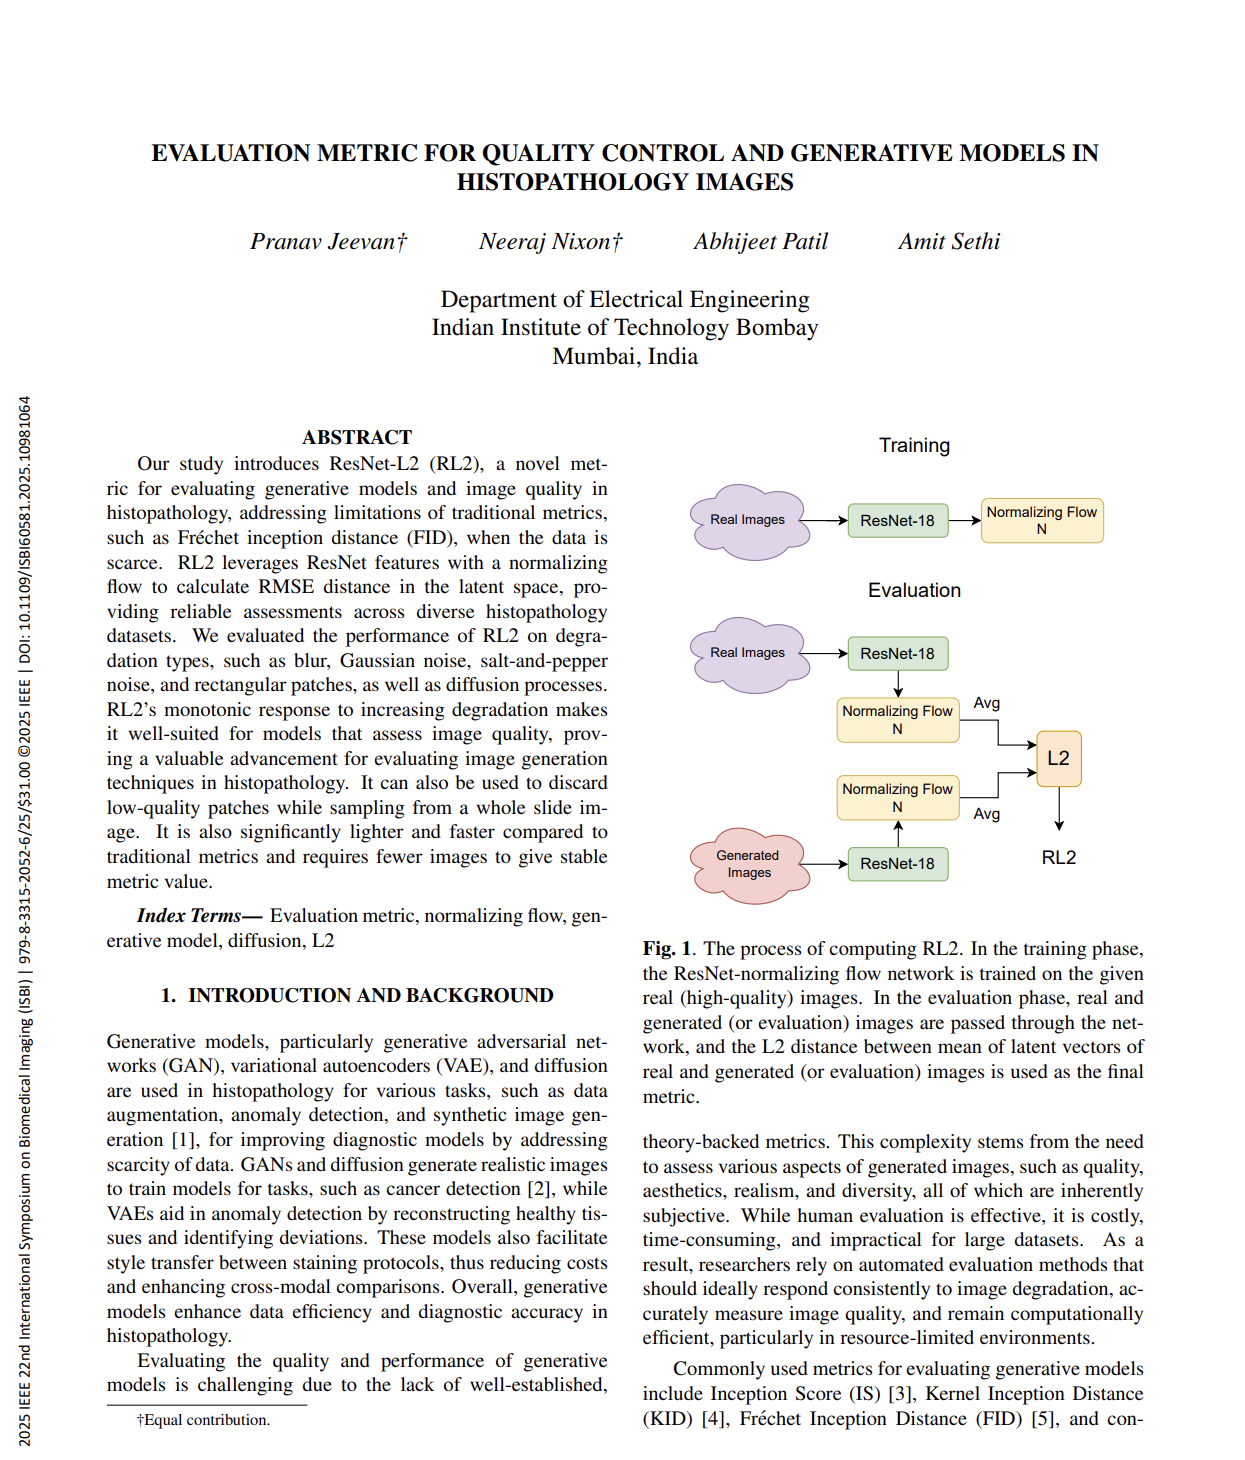 EVALUATION METRIC FOR QUALITY CONTROL AND GENERATIVE MODELS IN
HISTOPATHOLOGY IMAGES
Pranav Jeevan† Neeraj Nixon† Abhijeet Patil Amit Sethi
Department of Electrical Engineering
Indian Institute of Technology Bombay
Mumbai, India
2025 IEEE 22nd International Symposium on Biomedical Imaging (ISBI) | 979-8-3315-2052-6/25/$31.00 ©2025 IEEE | DOI: 10.1109/ISBI60581.2025.10981064
ABSTRACT
Our study introduces ResNet-L2 (RL2), a novel met-
ric for evaluating generative models and image quality in
histopathology, addressing limitations of traditional metrics,
such as Fréchet inception distance (FID), when the data is
scarce. RL2 leverages ResNet features with a normalizing
flow to calculate RMSE distance in the latent space, pro-
viding reliable assessments across diverse histopathology
datasets. We evaluated the performance of RL2 on degra-
dation types, such as blur, Gaussian noise, salt-and-pepper
noise, and rectangular patches, as well as diffusion processes.
RL2's monotonic response to increasing degradation makes
it well-suited for models that assess image quality, prov-
ing a valuable advancement for evaluating image generation
techniques in histopathology. It can also be used to discard
low-quality patches while sampling from a whole slide im-
age. It is also significantly lighter and faster compared to
traditional metrics and requires fewer images to give stable
metric value.
Index Terms— Evaluation metric, normalizing flow, gen-
erative model, diffusion, L2
1. INTRODUCTION AND BACKGROUND
Generative models, particularly generative adversarial net-
works (GAN), variational autoencoders (VAE), and diffusion
are used in histopathology for various tasks, such as data
augmentation, anomaly detection, and synthetic image gen-
eration [1], for improving diagnostic models by addressing
scarcity of data. GANs and diffusion generate realistic images
to train models for tasks, such as cancer detection [2], while
VAEs aid in anomaly detection by reconstructing healthy tis-
sues and identifying deviations. These models also facilitate
style transfer between staining protocols, thus reducing costs
and enhancing cross-modal comparisons. Overall, generative
models enhance data efficiency and diagnostic accuracy in
histopathology.
Evaluating the quality and performance of generative
models is challenging due to the lack of well-established,
†Equal contribution.
Training
Real Images
ResNet-18
Normalizing Flow
N
Evaluation
Real Images
ResNet-18
Normalizing Flow
N
Avg
L2
Normalizing Flow
N
Avg
Generated
Images
ResNet-18
RL2
Fig. 1. The process of computing RL2. In the training phase,
the ResNet-normalizing flow network is trained on the given
real (high-quality) images. In the evaluation phase, real and
generated (or evaluation) images are passed through the net-
work, and the L2 distance between mean of latent vectors of
real and generated (or evaluation) images is used as the final
metric.
theory-backed metrics. This complexity stems from the need
to assess various aspects of generated images, such as quality,
aesthetics, realism, and diversity, all of which are inherently
subjective. While human evaluation is effective, it is costly,
time-consuming, and impractical for large datasets. As a
result, researchers rely on automated evaluation methods that
should ideally respond consistently to image degradation, ac-
curately measure image quality, and remain computationally
efficient, particularly in resource-limited environments.
Commonly used metrics for evaluating generative models
include Inception Score (IS) [3], Kernel Inception Distance
(KID) [4], Fréchet Inception Distance (FID) [5], and con-